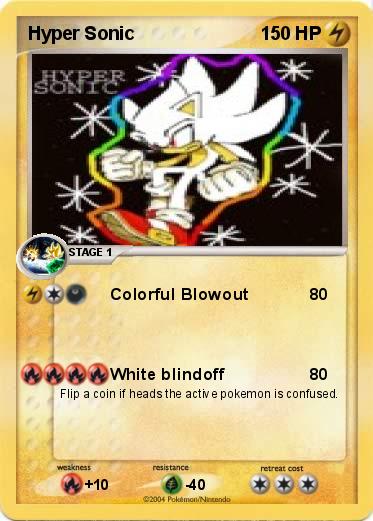 Hyper Sonic 150 HP
HYPER
SONIC
STAGE 1
Colorful Blowout 80
White blindoff 80
Flip a coin if heads the active pokemon is confused.
weakness resistance retreat cost
+10 -40
©2004 Pokémon/Nintendo